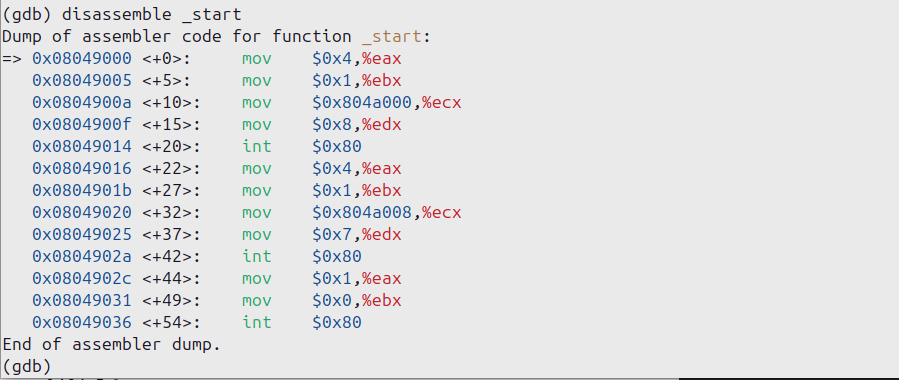 (gdb) disassemble _start
Dump of assembler code for function _start:
=> 0x08049000 <+0>:     mov    $0x4,%eax
   0x08049005 <+5>:     mov    $0x1,%ebx
   0x0804900a <+10>:    mov    $0x804a000,%ecx
   0x0804900f <+15>:    mov    $0x8,%edx
   0x08049014 <+20>:    int    $0x80
   0x08049016 <+22>:    mov    $0x4,%eax
   0x0804901b <+27>:    mov    $0x1,%ebx
   0x08049020 <+32>:    mov    $0x804a008,%ecx
   0x08049025 <+37>:    mov    $0x7,%edx
   0x0804902a <+42>:    int    $0x80
   0x0804902c <+44>:    mov    $0x1,%eax
   0x08049031 <+49>:    mov    $0x0,%ebx
   0x08049036 <+54>:    int    $0x80
End of assembler dump.
(gdb)